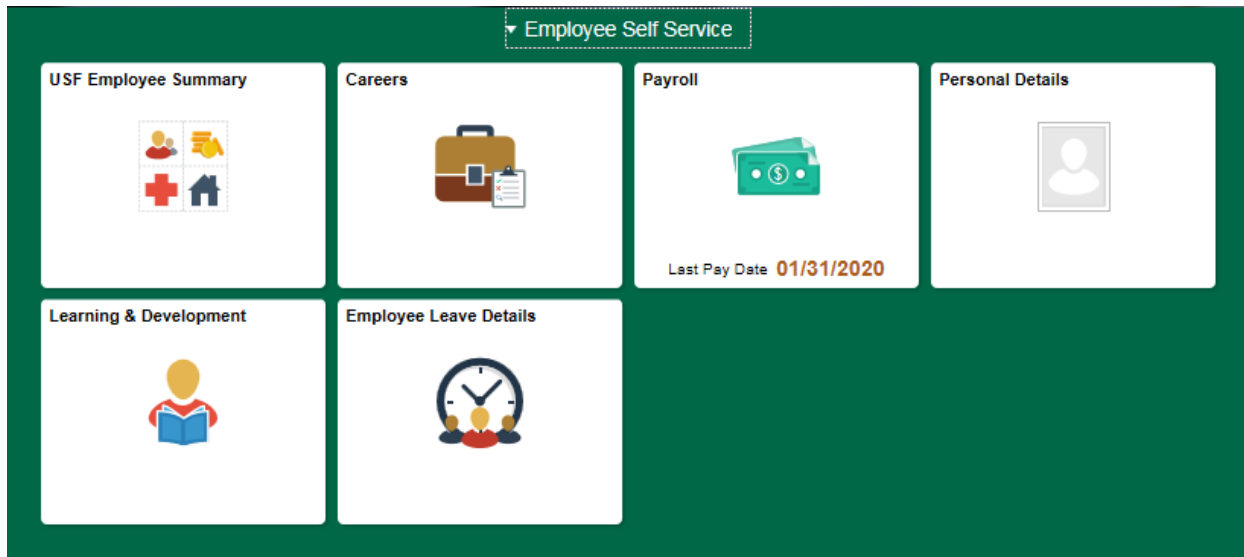 Employee Self Service
USF Employee Summary
Careers
Payroll
Personal Details
$
Last Pay Date 01/31/2020
Learning & Development
Employee Leave Details